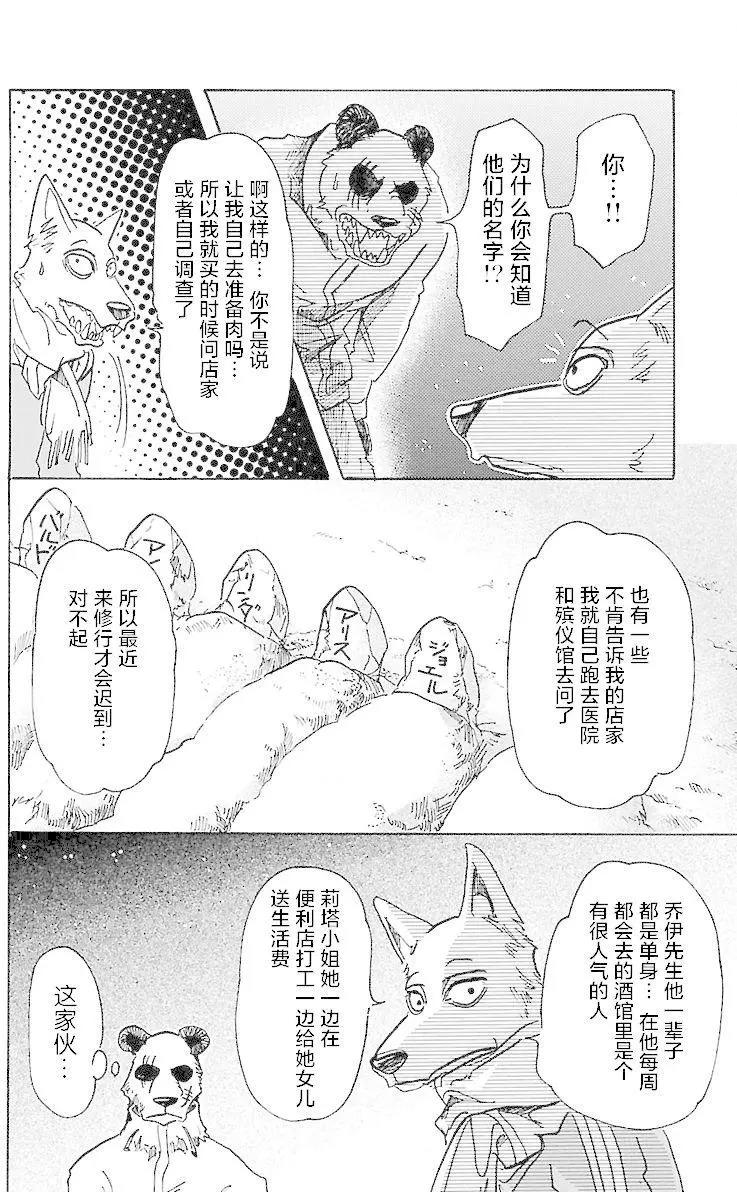 你…!!
为什么你会知道
他们的名字!?
啊这样的… 你不是说
让我自己去准备肉吗…
所以我就买的时候问店家
或者自己调查了
也有一些
不肯告诉我的店家
我就自己跑去医院
和殡仪馆去问了
ジョエル
アリス
リンダ
アン
バルド
所以最近
来修行才会迟到…
对不起
乔伊先生他一辈子
都是单身… 在他每周
都会去的酒馆里是个
有很人气的人
莉塔小姐她一边在
便利店打工一边给她女儿
送生活费
这家伙…